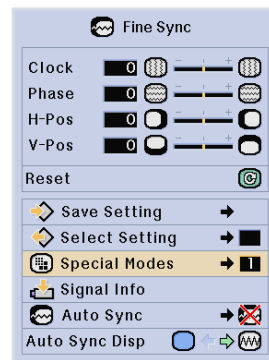 Fine Sync
Clock 0
Phase 0
H-Pos 0
V-Pos 0
Reset
Save Setting
Select Setting
Special Modes 1
Signal Info
Auto Sync
Auto Sync Disp